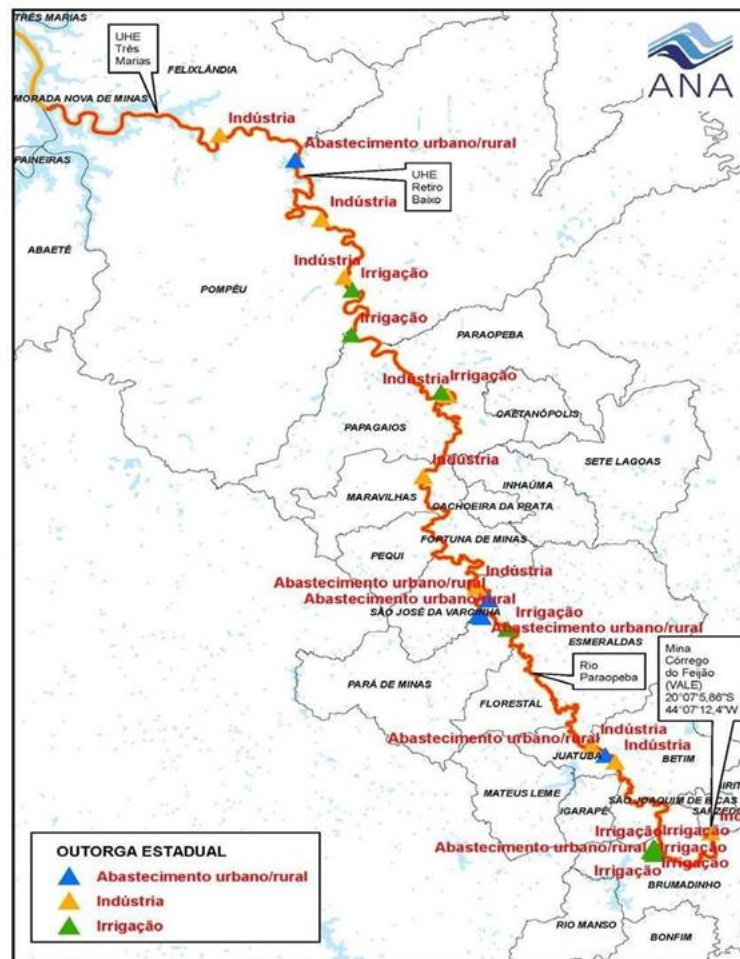 TRÊS MARIAS
UHE
Três
Marias
FELIXLÂNDIA
ANA
MORADA NOVA DE MINAS
Indústria
Abastecimento urbano/rural
PAINEIRAS
UHE
Retiro
Baixo
Indústria
ABAETÉ
Indústria
Irrigação
POMPÉU
Irrigação
PARAOPEBA
Indústria
Irrigação
CAETANÓPOLIS
PAPAGAIOS
Indústria
SETE LAGOAS
INHAÚMA
MARAVILHAS
CACHOEIRA DA PRATA
FORTUNA DE MINAS
PEQUI
Indústria
Abastecimento urbano/rural
Abastecimento urbano/rural
SÃO JOSÉ DA VARGINHA
Irrigação
Abastecimento urbano/rural
ESMERALDAS
Mina
Córrego
do Feijão
(VALE)
20°07'5,86"S
44°07'12,4"W
Rio
Paraopeba
PARÁ DE MINAS
FLORESTAL
Indústria
Abastecimento urbano/rural
Indústria
JUATUBA
BETIM
MATEUS LEME
IGARAPÉ
SÃO JOAQUIM DE BICAS
Irrigação
Irrigação
Abastecimento urbano/rural
Irrigação
Irrigação
Irrigação
BRUMADINHO
RIO MANSO
BONFIM
OUTORGA ESTADUAL
Abastecimento urbano/rural
Indústria
Irrigação